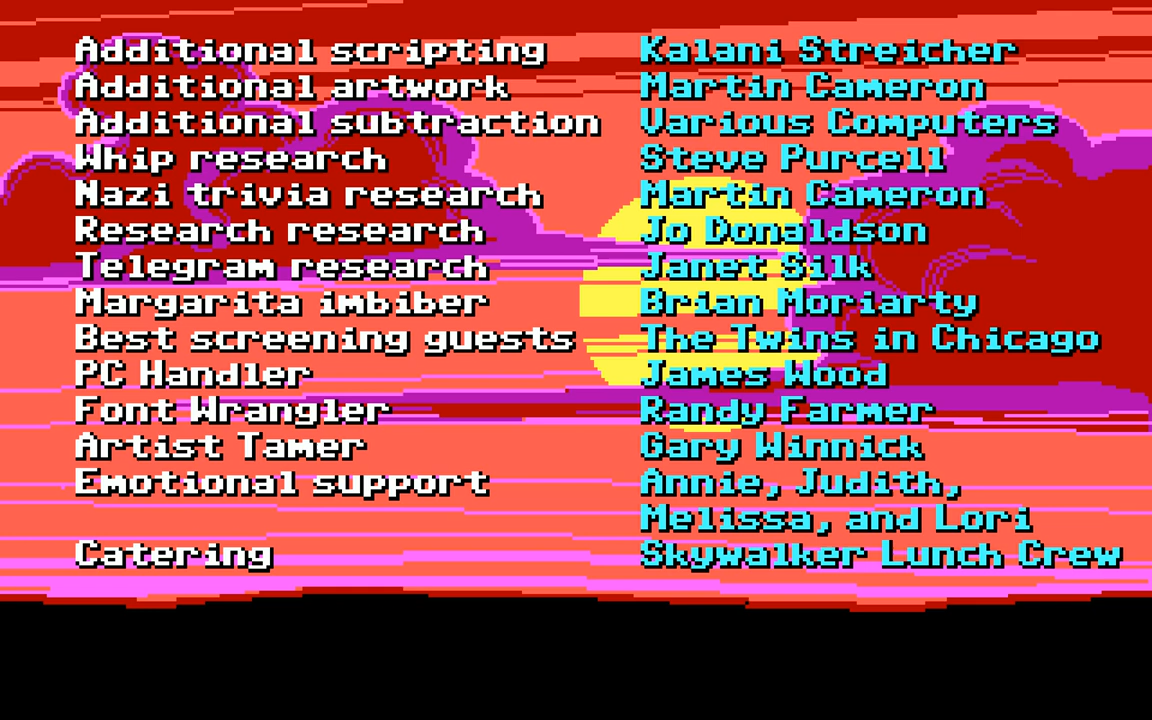 Additional scripting Kalani Streicher
Additional artwork Martin Cameron
Additional subtraction Various Computers
Whip research Steve Purcell
Nazi trivia research Martin Cameron
Research research Jo Donaldson
Telegram research Janet Silk
Margarita imbiber Brian Moriarty
Best screening guests The Twins in Chicago
PC Handler James Wood
Font Wrangler Randy Farmer
Artist Tamer Gary Winnick
Emotional support Annie, Judith,
Melissa, and Lori
Catering Skywalker Lunch Crew